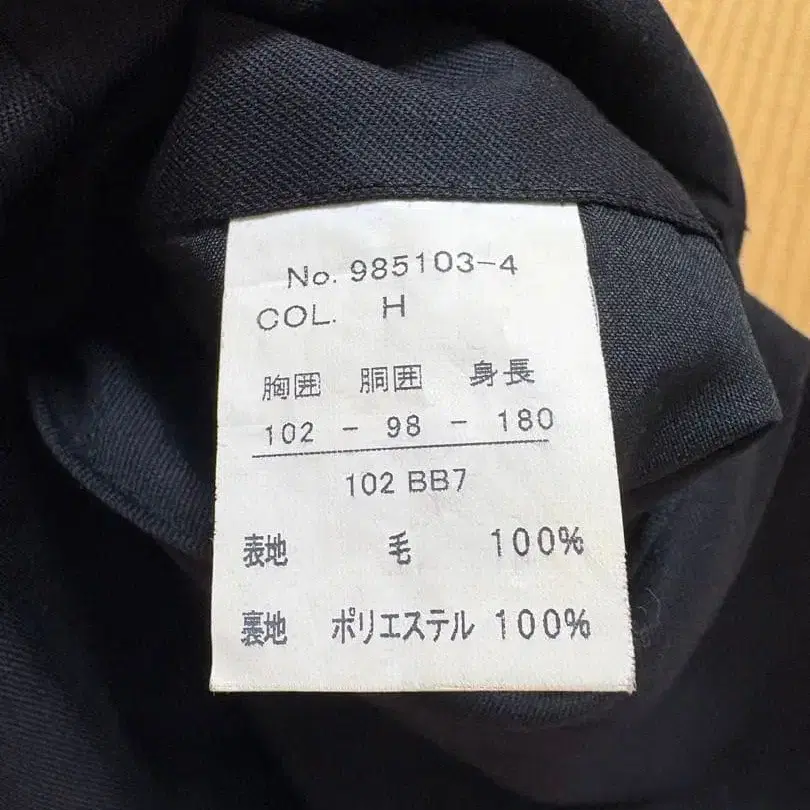 No. 985103-4
COL. H
胸囲 胴囲 身長
102 - 98 - 180
102 BB7
表地 毛 100%
裏地 ポリエステル 100%